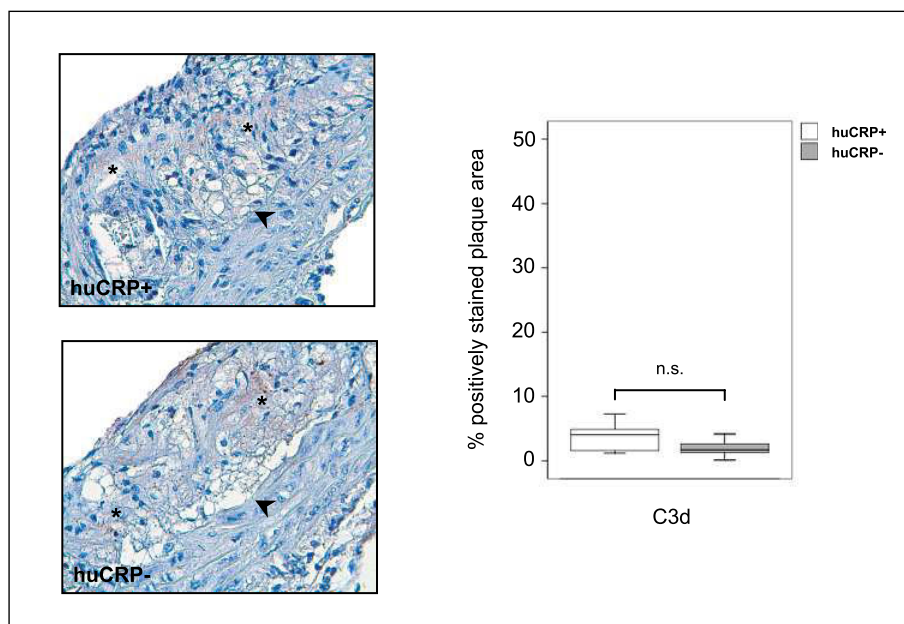 *
*
huCRP+
*
*
huCRP-
50
40
30
20
10
0
% positively stained plaque area
n.s.
C3d
huCRP+
huCRP-